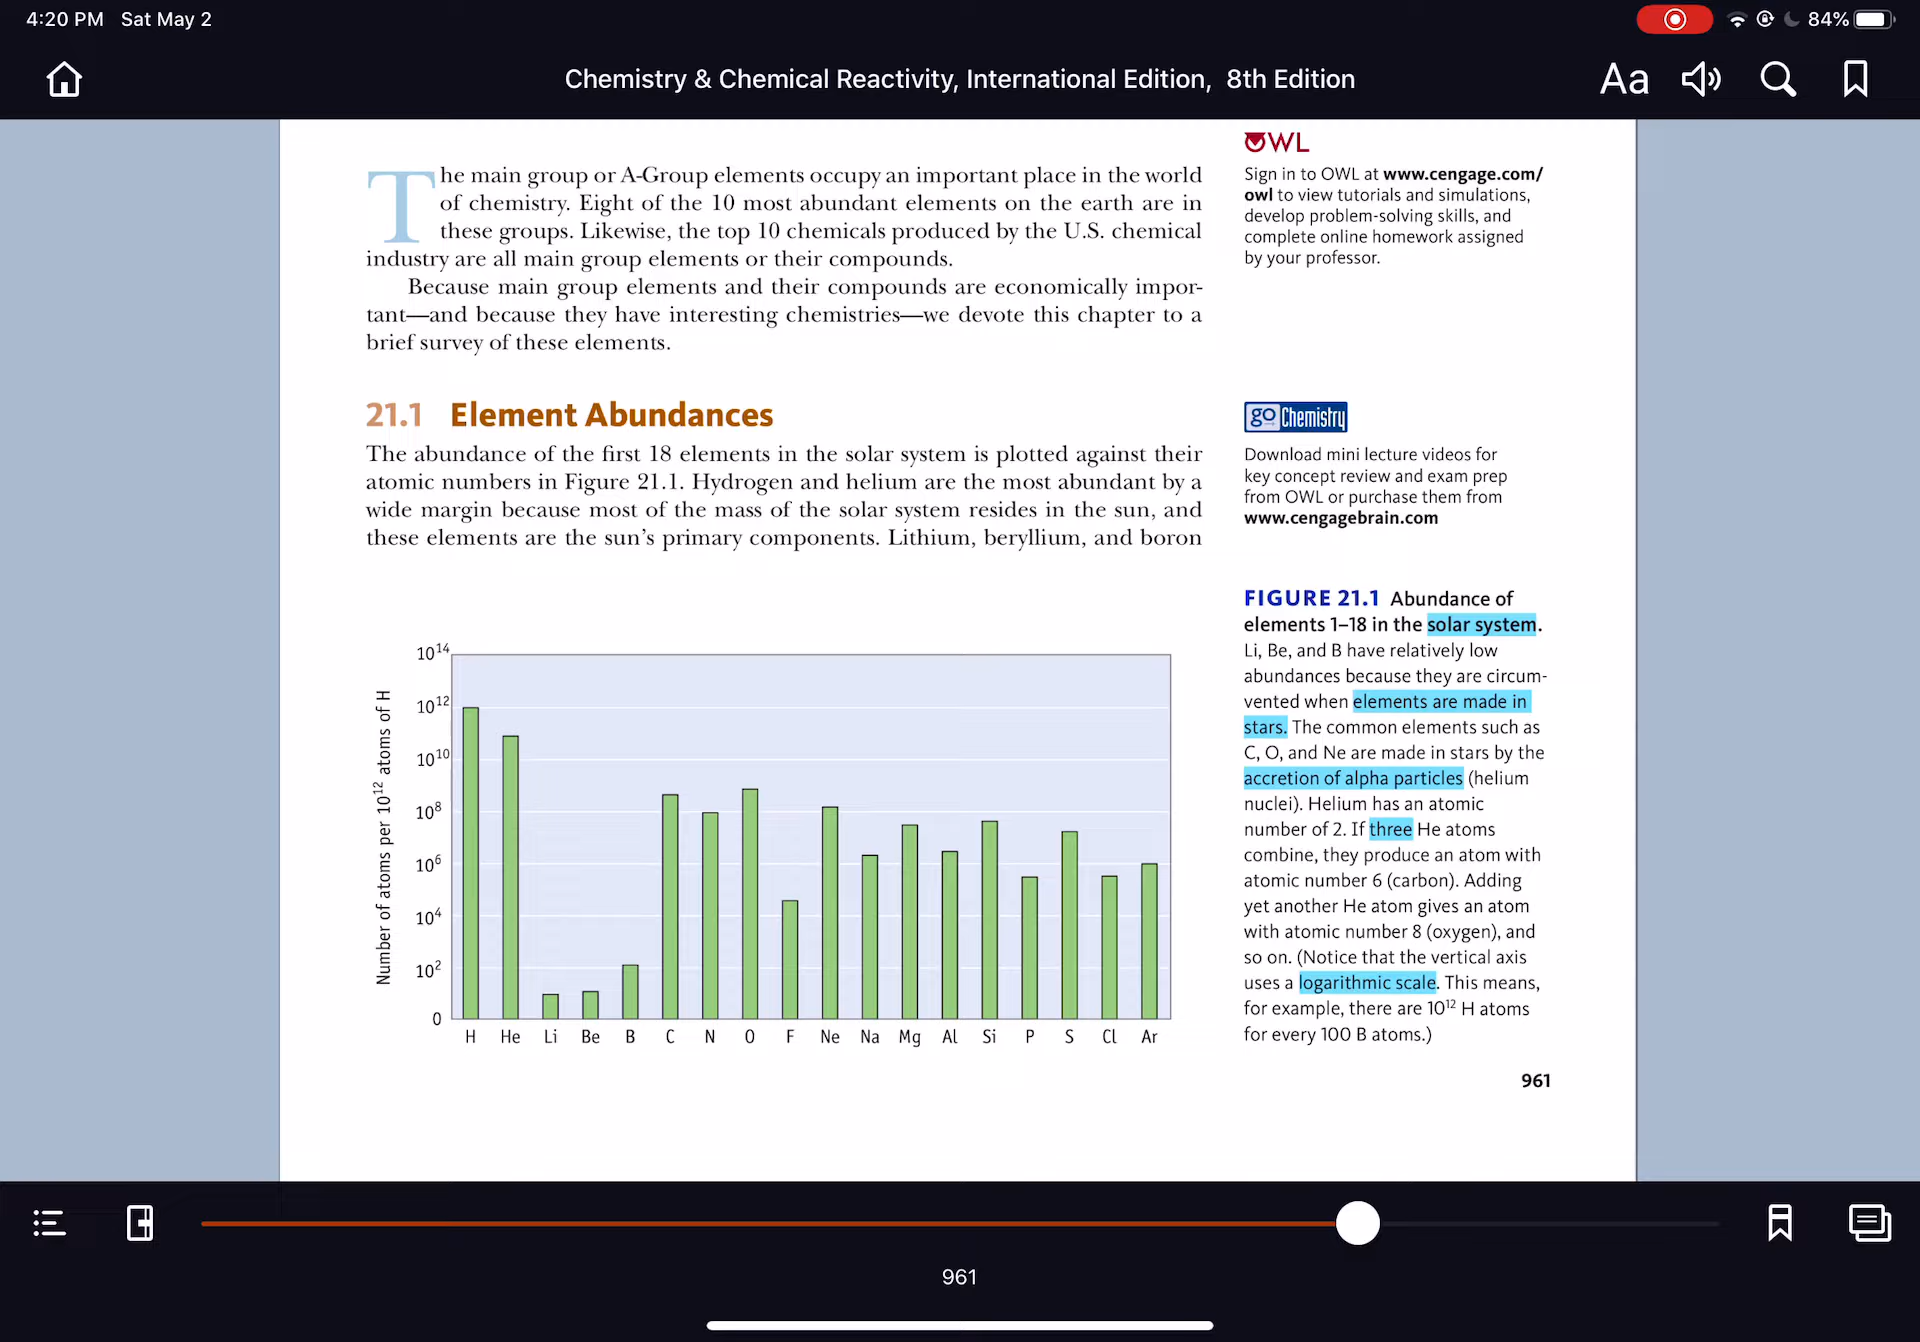 4:20 PM Sat May 2
84%
Chemistry & Chemical Reactivity, International Edition, 8th Edition
Aa
The main group or A-Group elements occupy an important place in the world
of chemistry. Eight of the 10 most abundant elements on the earth are in
these groups. Likewise, the top 10 chemicals produced by the U.S. chemical
industry are all main group elements or their compounds.
Because main group elements and their compounds are economically impor-
tant—and because they have interesting chemistries—we devote this chapter to a
brief survey of these elements.
OWL
Sign in to OWL at www.cengage.com/
owl to view tutorials and simulations,
develop problem-solving skills, and
complete online homework assigned
by your professor.
21.1 Element Abundances
The abundance of the first 18 elements in the solar system is plotted against their
atomic numbers in Figure 21.1. Hydrogen and helium are the most abundant by a
wide margin because most of the mass of the solar system resides in the sun, and
these elements are the sun's primary components. Lithium, beryllium, and boron
go Chemistry
Download mini lecture videos for
key concept review and exam prep
from OWL or purchase them from
www.cengagebrain.com
Number of atoms per 10¹² atoms of H
10¹⁴
10¹²
10¹⁰
10⁸
10⁶
10⁴
10²
0
H He Li Be B C N O F Ne Na Mg Al Si P S Cl Ar
FIGURE 21.1 Abundance of
elements 1–18 in the solar system.
Li, Be, and B have relatively low
abundances because they are circum-
vented when elements are made in
stars. The common elements such as
C, O, and Ne are made in stars by the
accretion of alpha particles (helium
nuclei). Helium has an atomic
number of 2. If three He atoms
combine, they produce an atom with
atomic number 6 (carbon). Adding
yet another He atom gives an atom
with atomic number 8 (oxygen), and
so on. (Notice that the vertical axis
uses a logarithmic scale. This means,
for example, there are 10¹² H atoms
for every 100 B atoms.)
961
961